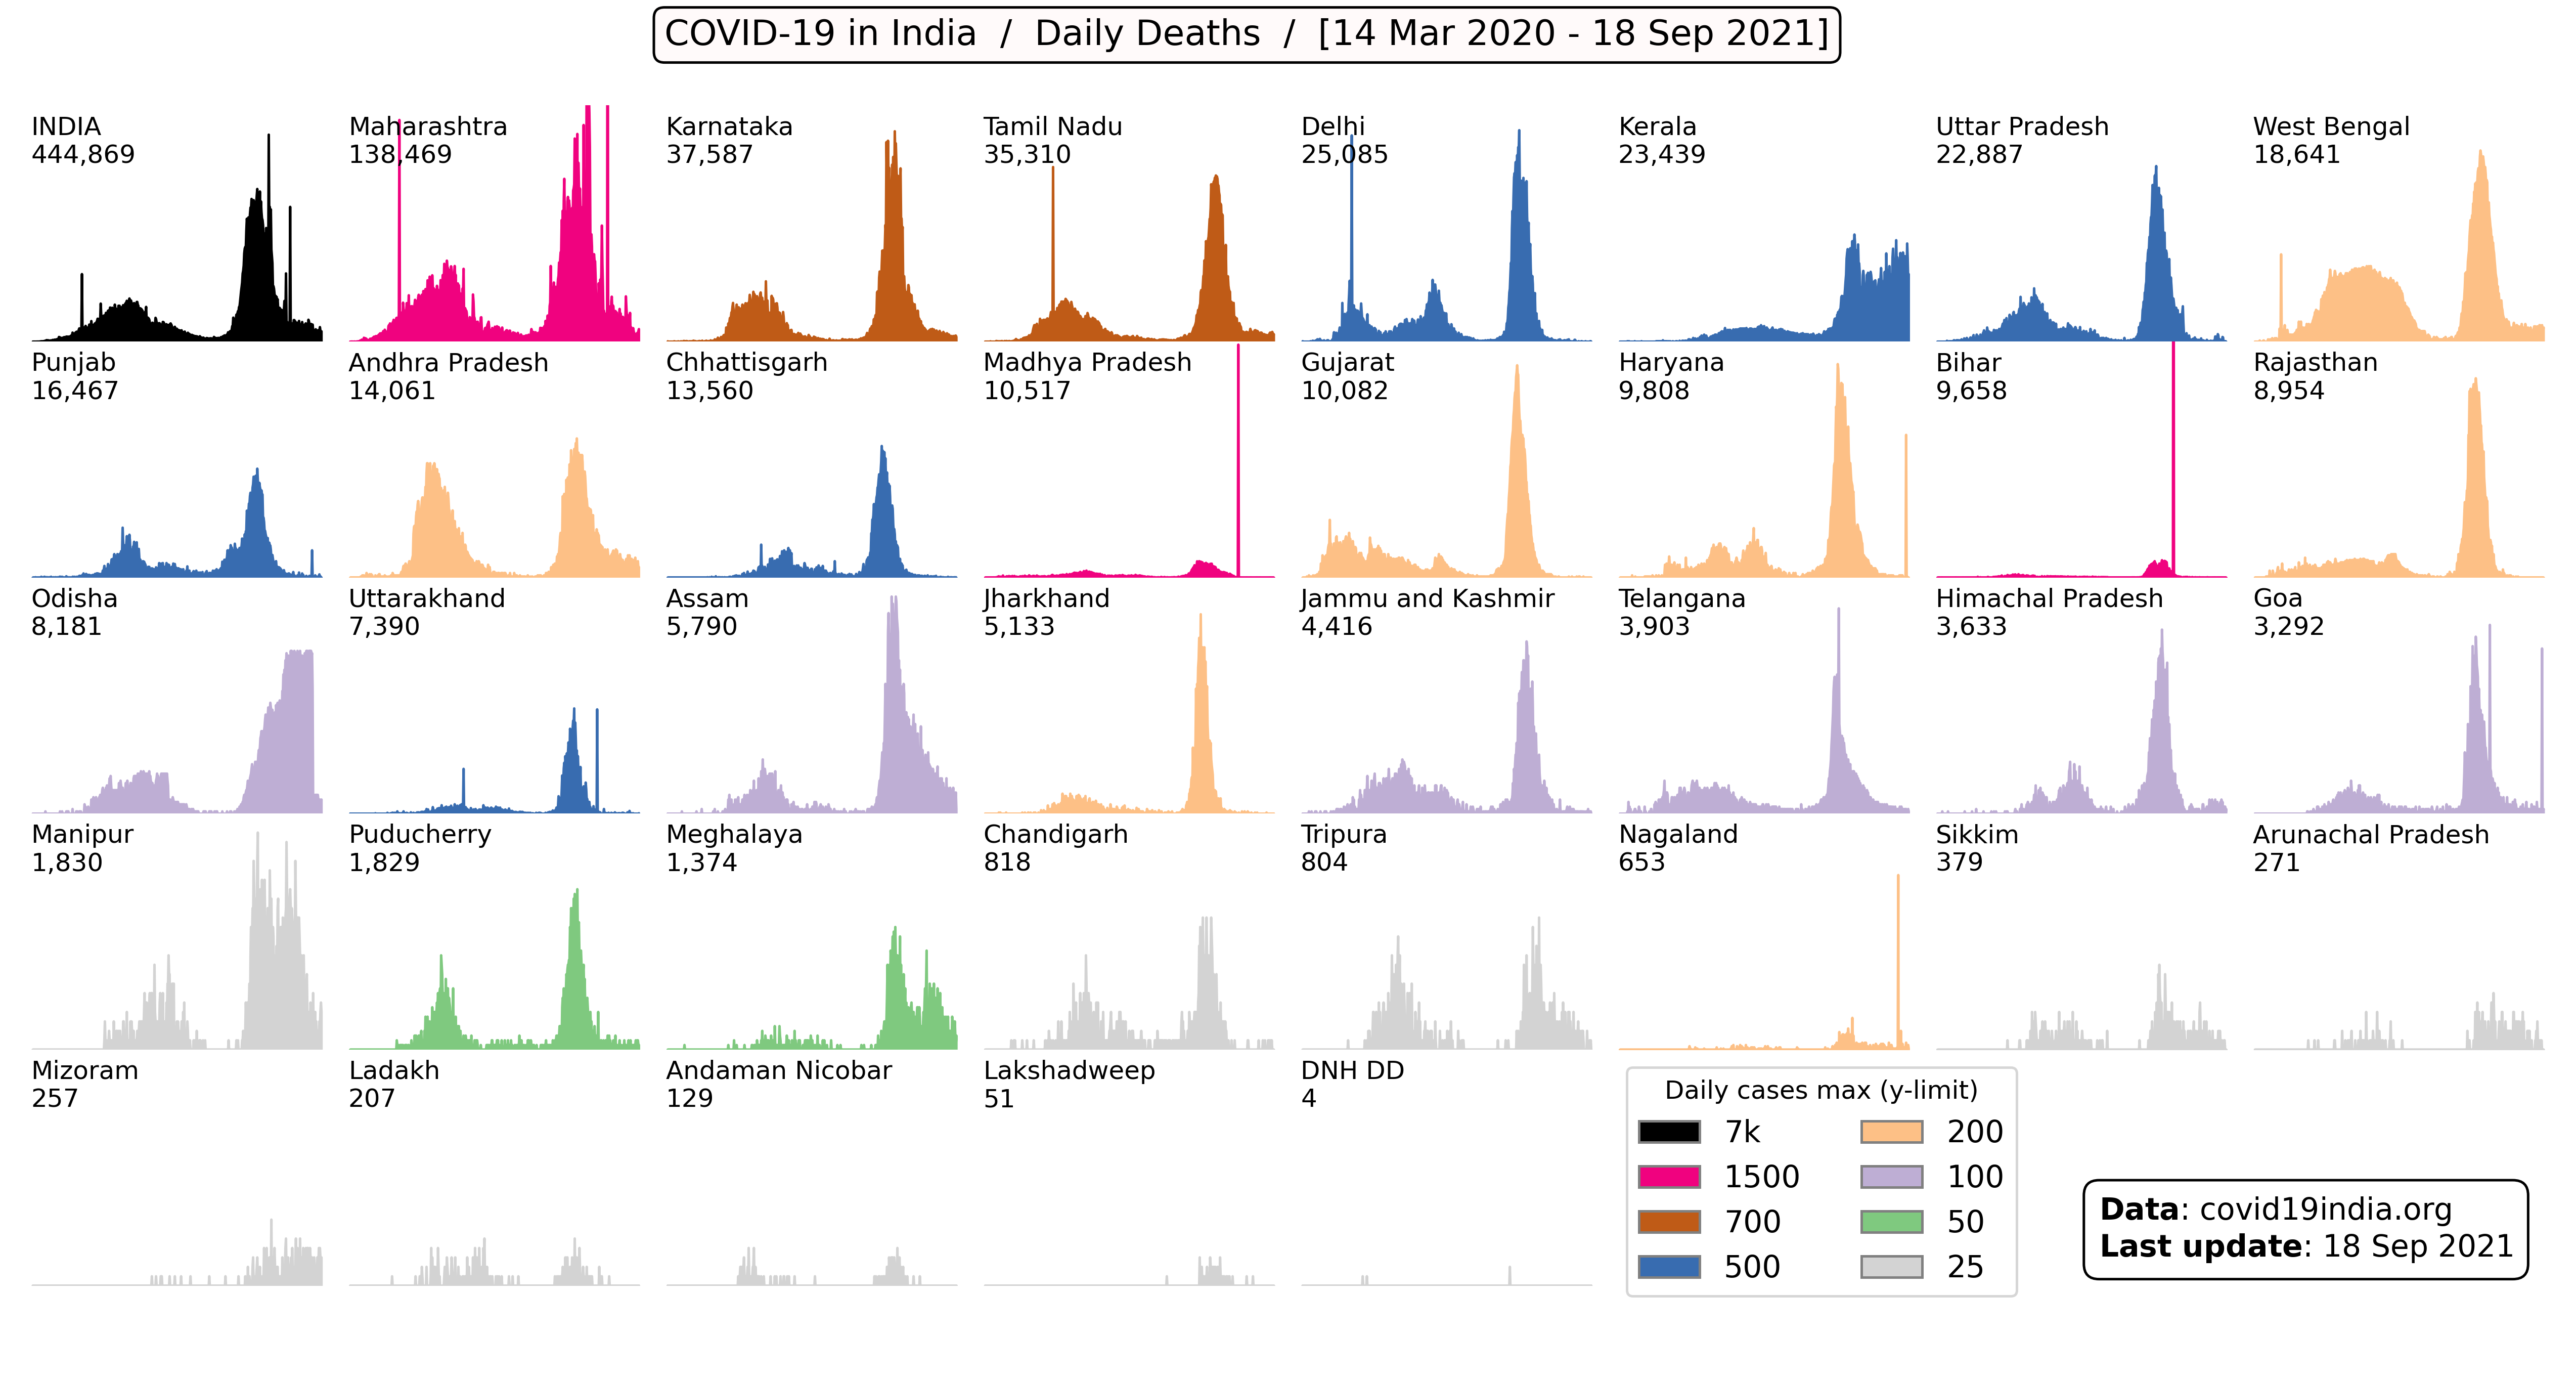 COVID-19 in India / Daily Deaths / [14 Mar 2020 - 18 Sep 2021]
INDIA
444,869
Maharashtra
138,469
Karnataka
37,587
Tamil Nadu
35,310
Delhi
25,085
Kerala
23,439
Uttar Pradesh
22,887
West Bengal
18,641
Punjab
16,467
Andhra Pradesh
14,061
Chhattisgarh
13,560
Madhya Pradesh
10,517
Gujarat
10,082
Haryana
9,808
Bihar
9,658
Rajasthan
8,954
Odisha
8,181
Uttarakhand
7,390
Assam
5,790
Jharkhand
5,133
Jammu and Kashmir
4,416
Telangana
3,903
Himachal Pradesh
3,633
Goa
3,292
Manipur
1,830
Puducherry
1,829
Meghalaya
1,374
Chandigarh
818
Tripura
804
Nagaland
653
Sikkim
379
Arunachal Pradesh
271
Mizoram
257
Ladakh
207
Andaman Nicobar
129
Lakshadweep
51
DNH DD
4
Daily cases max (y-limit)
7k
1500
700
500
200
100
50
25
Data: covid19india.org
Last update: 18 Sep 2021